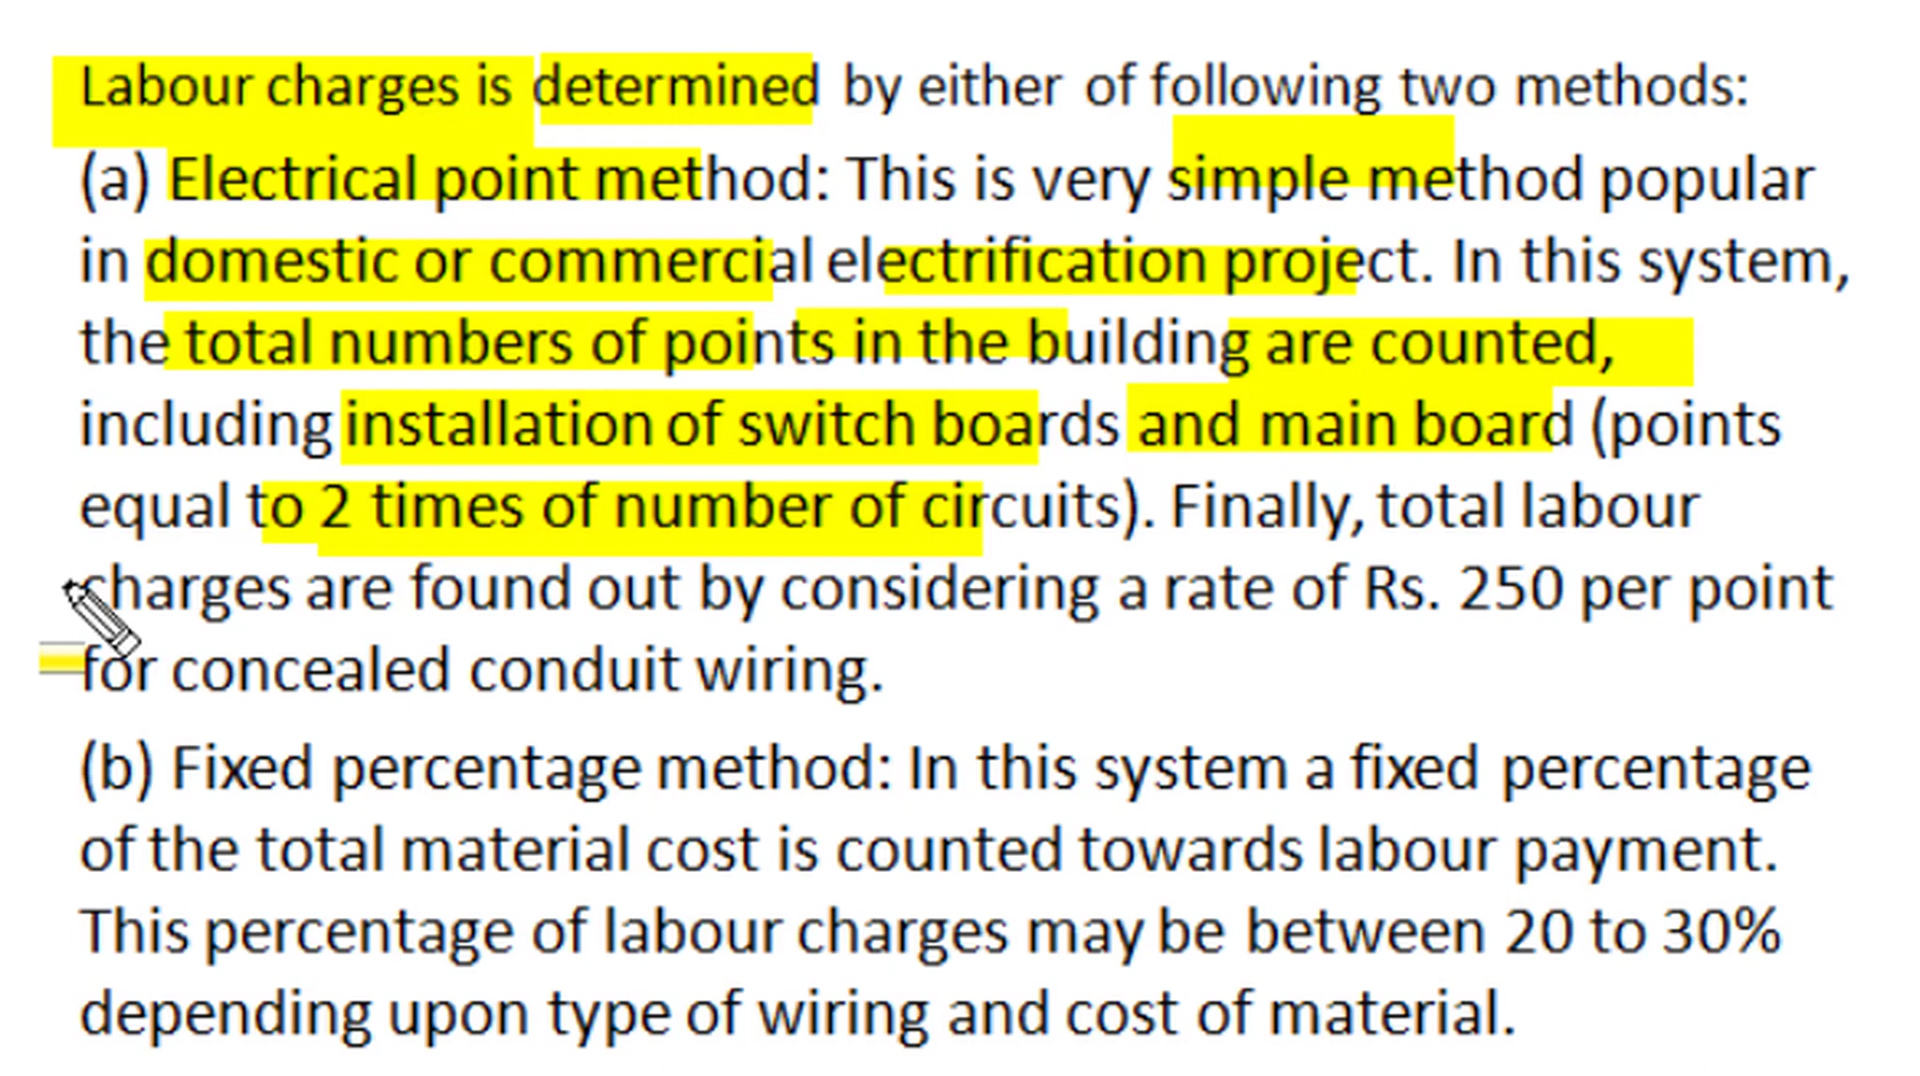 Labour charges is determined by either of following two methods:
(a) Electrical point method: This is very simple method popular
in domestic or commercial electrification project. In this system,
the total numbers of points in the building are counted,
including installation of switch boards and main board (points
equal to 2 times of number of circuits). Finally, total labour
charges are found out by considering a rate of Rs. 250 per point
for concealed conduit wiring.
(b) Fixed percentage method: In this system a fixed percentage
of the total material cost is counted towards labour payment.
This percentage of labour charges may be between 20 to 30%
depending upon type of wiring and cost of material.